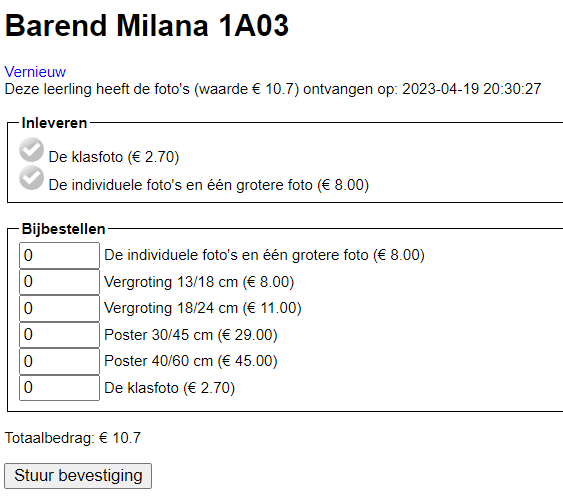 Barend Milana 1A03
Vernieuw
Deze leerling heeft de foto's (waarde € 10.7) ontvangen op: 2023-04-19 20:30:27
Inleveren
De klasfoto (€ 2.70)
De individuele foto's en één grotere foto (€ 8.00)
Bijbestellen
0 De individuele foto's en één grotere foto (€ 8.00)
0 Vergroting 13/18 cm (€ 8.00)
0 Vergroting 18/24 cm (€ 11.00)
0 Poster 30/45 cm (€ 29.00)
0 Poster 40/60 cm (€ 45.00)
0 De klasfoto (€ 2.70)
Totaalbedrag: € 10.7
Stuur bevestiging